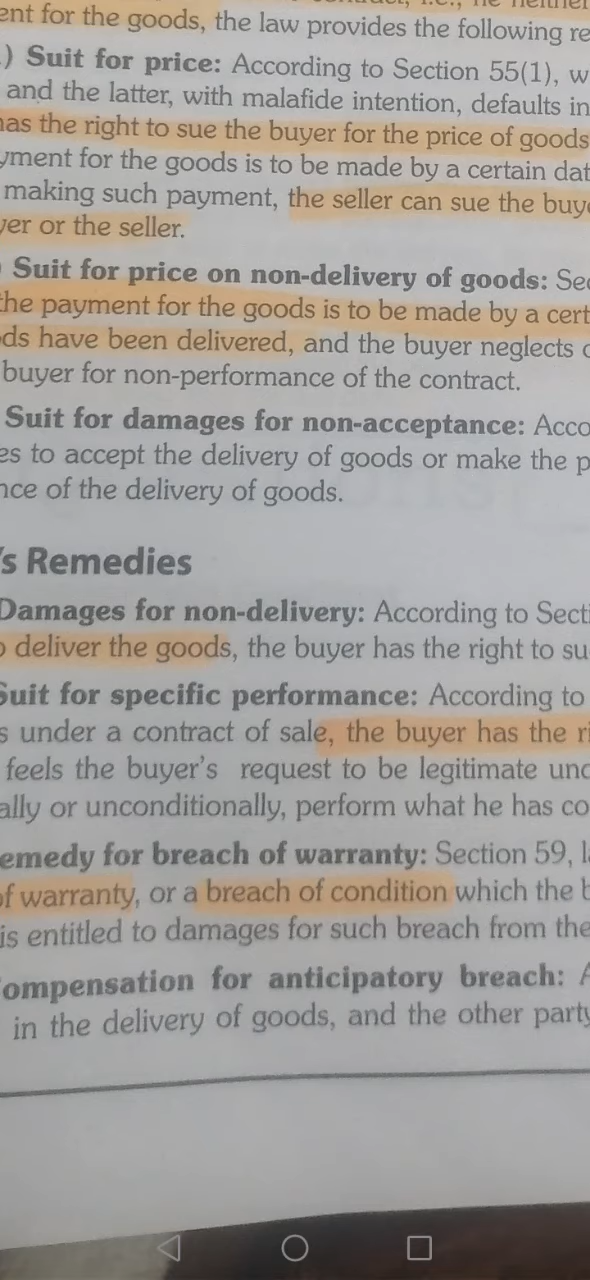 ent for the goods, the law provides the following re
.) Suit for price: According to Section 55(1), w
and the latter, with malafide intention, defaults in
has the right to sue the buyer for the price of goods
yment for the goods is to be made by a certain dat
making such payment, the seller can sue the buye
yer or the seller.
) Suit for price on non-delivery of goods: Sec
the payment for the goods is to be made by a cert
ods have been delivered, and the buyer neglects o
buyer for non-performance of the contract.
Suit for damages for non-acceptance: Acco
es to accept the delivery of goods or make the p
nce of the delivery of goods.
's Remedies
Damages for non-delivery: According to Secti
o deliver the goods, the buyer has the right to su
Suit for specific performance: According to
s under a contract of sale, the buyer has the ri
feels the buyer's request to be legitimate und
ally or unconditionally, perform what he has co
emedy for breach of warranty: Section 59, la
of warranty, or a breach of condition which the b
is entitled to damages for such breach from the
ompensation for anticipatory breach: A
in the delivery of goods, and the other party